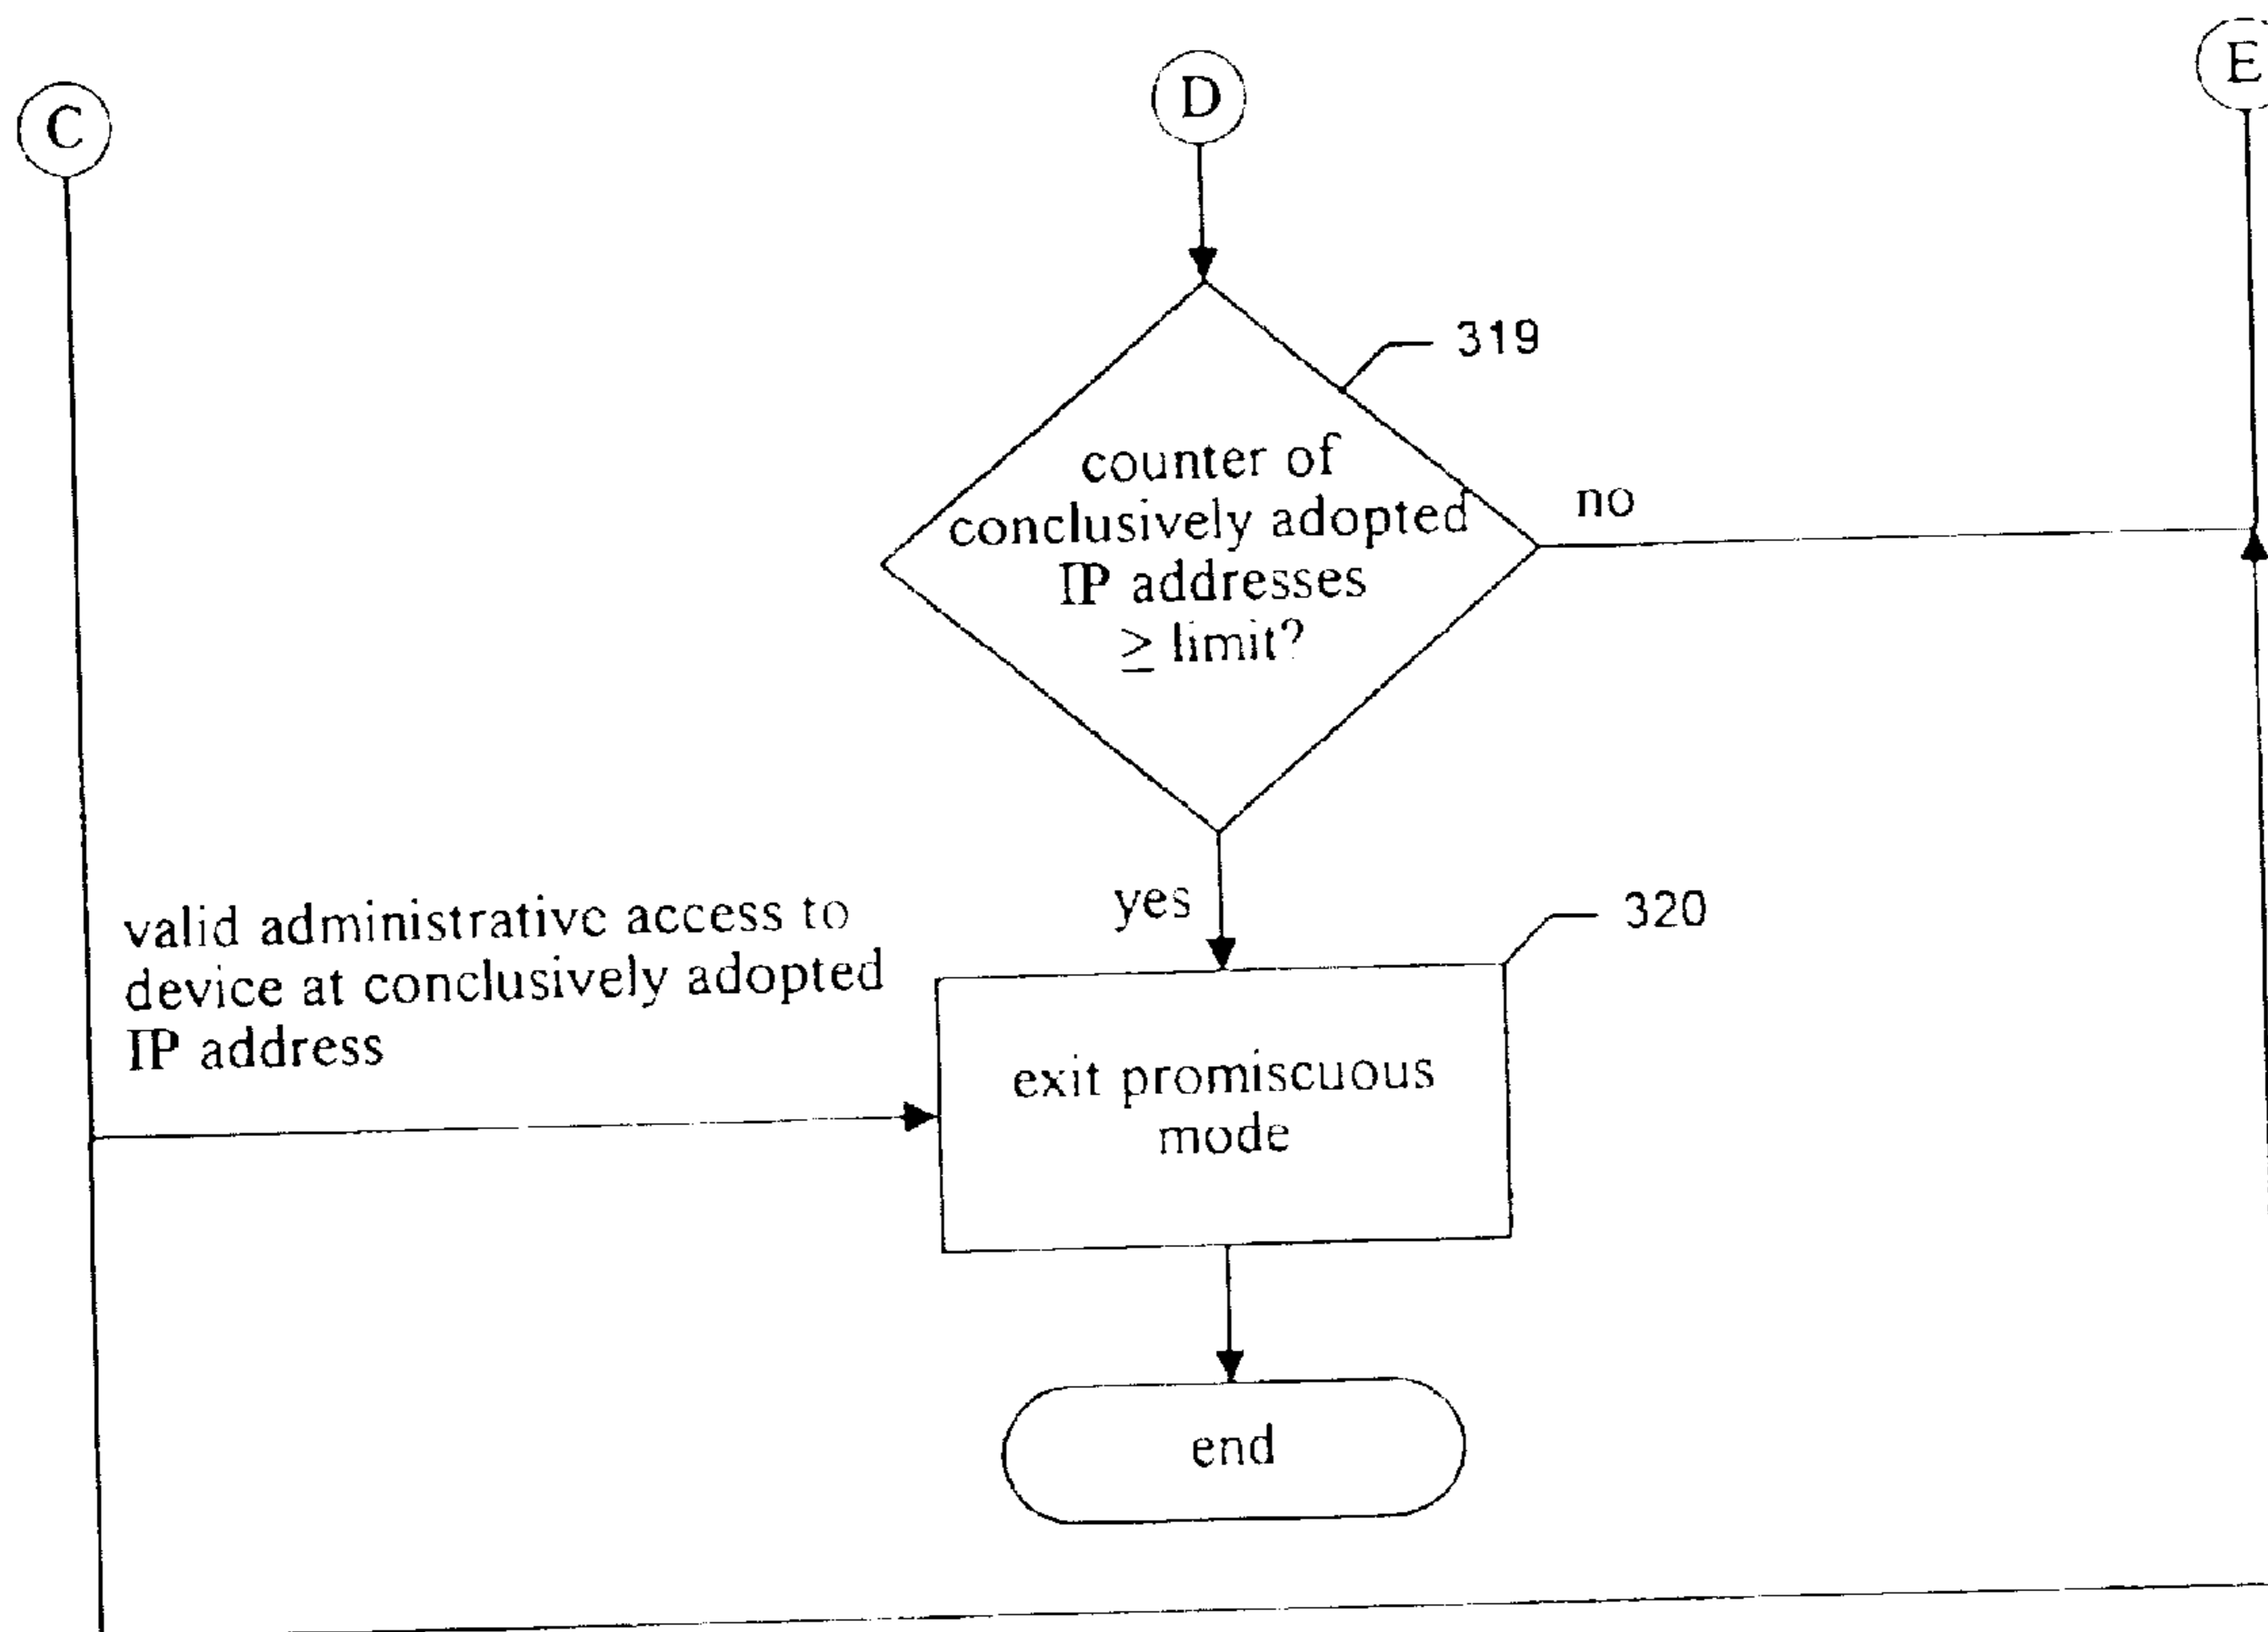 C
D
E
319
counter of
conclusively adopted
IP addresses
≥ limit?
no
yes
320
valid administrative access to
device at conclusively adopted
IP address
exit promiscuous
mode
end